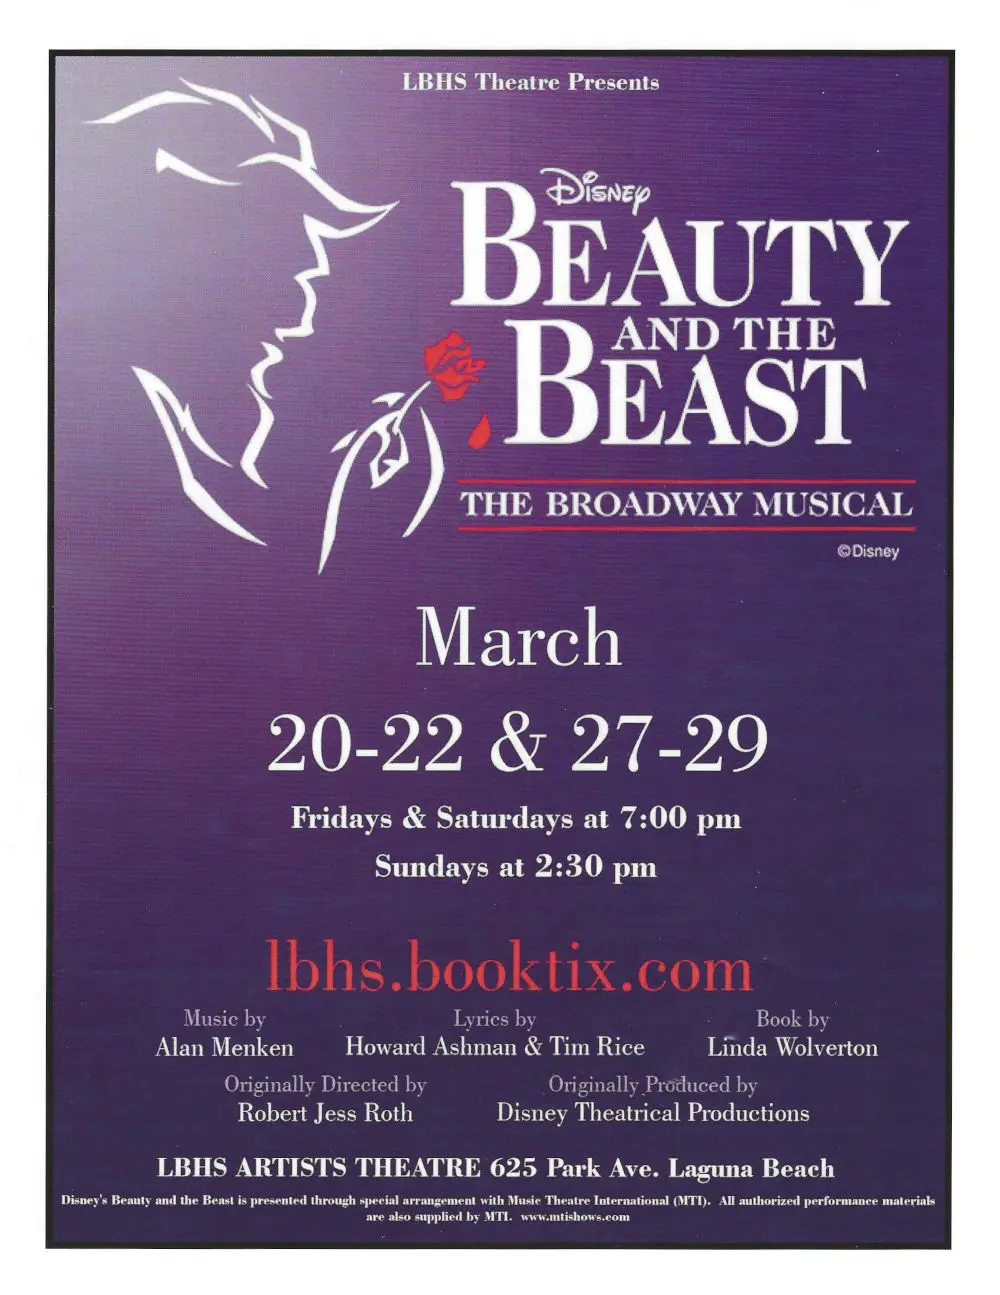 LBHS Theatre Presents
Disney
BEAUTY
AND THE
BEAST
THE BROADWAY MUSICAL
©Disney
March
20-22 & 27-29
Fridays & Saturdays at 7:00 pm
Sundays at 2:30 pm
lbhs.booktix.com
Music by Lyrics by Book by
Alan Menken Howard Ashman & Tim Rice Linda Wolverton
Originally Directed by Originally Produced by
Robert Jess Roth Disney Theatrical Productions
LBHS ARTISTS THEATRE 625 Park Ave. Laguna Beach
Disney's Beauty and the Beast is presented through special arrangement with Music Theatre International (MTI). All authorized performance materials
are also supplied by MTI. www.mtishows.com